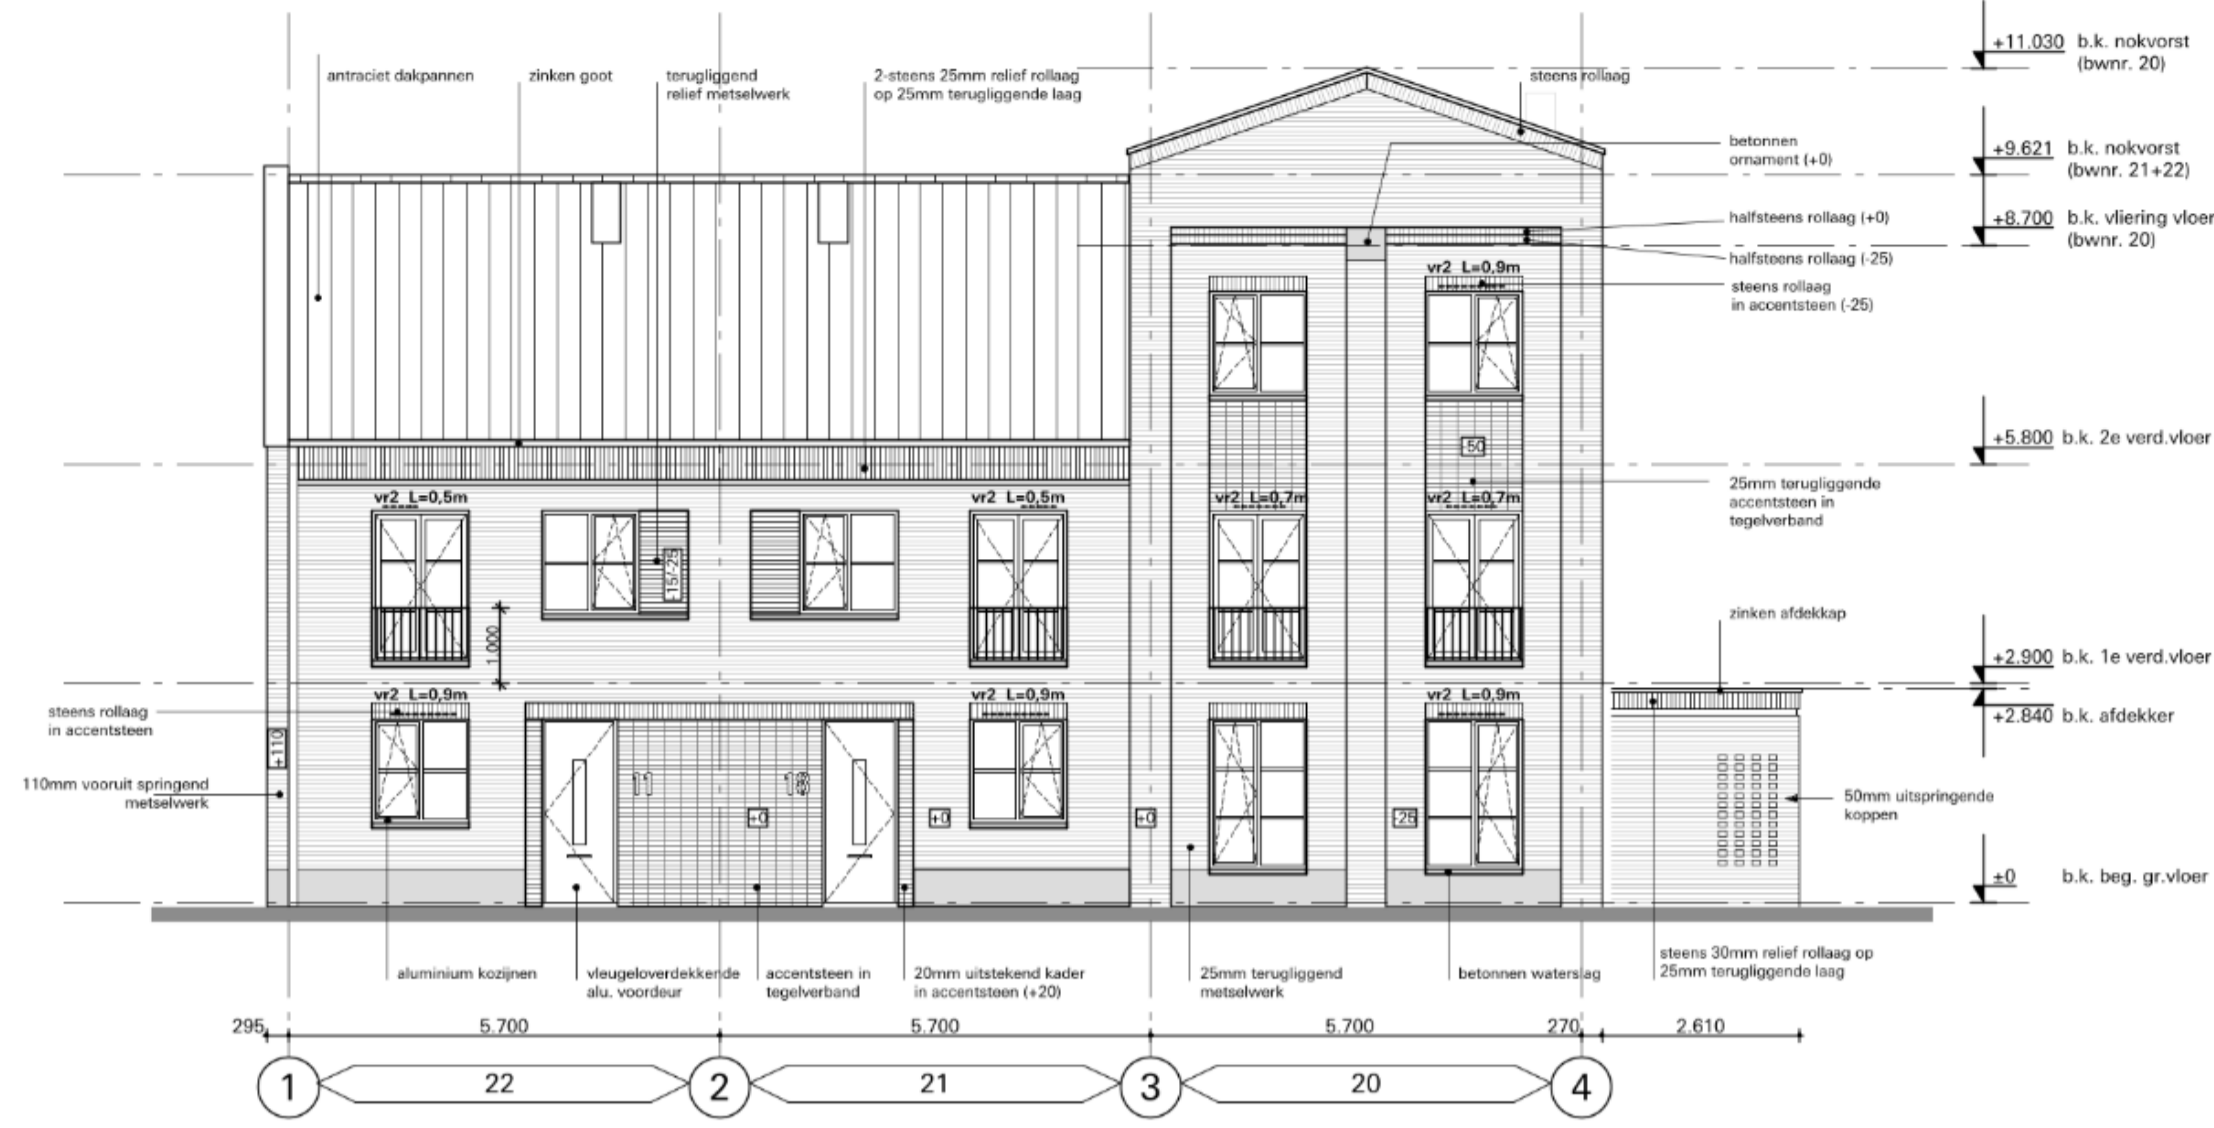 +11.030 b.k. nokvorst
(bwnr. 20)
antraciet dakpannen
zinken goot
terugliggend
relief metselwerk
2-steens 25mm relief rollaag
op 25mm terugliggende laag
steens rollaag
betonnen
ornament (+0)
+9.621 b.k. nokvorst
(bwnr. 21+22)
halfsteens rollaag (+0)
+8.700 b.k. vliering vloer
(bwnr. 20)
halfsteens rollaag (-25)
vr2 L=0,9m
steens rollaag
in accentsteen (-25)
+5.800 b.k. 2e verd.vloer
-50
25mm terugliggende
accentsteen in
tegelverband
vr2 L=0,5m
vr2 L=0,5m
vr2 L=0,7m
vr2 L=0,7m
-15/-25
1.000
zinken afdekkap
+2.900 b.k. 1e verd.vloer
vr2 L=0,9m
vr2 L=0,9m
vr2 L=0,9m
steens rollaag
in accentsteen
+2.840 b.k. afdekker
+110
110mm vooruit springend
metselwerk
11
+0
+0
+0
-25
50mm uitspringende
koppen
±0 b.k. beg. gr.vloer
aluminium kozijnen
vleugeloverdekkende
alu. voordeur
accentsteen in
tegelverband
20mm uitstekend kader
in accentsteen (+20)
25mm terugliggend
metselwerk
betonnen waterslag
steens 30mm relief rollaag op
25mm terugliggende laag
295 5.700 5.700 5.700 270 2.610
1 22 2 21 3 20 4